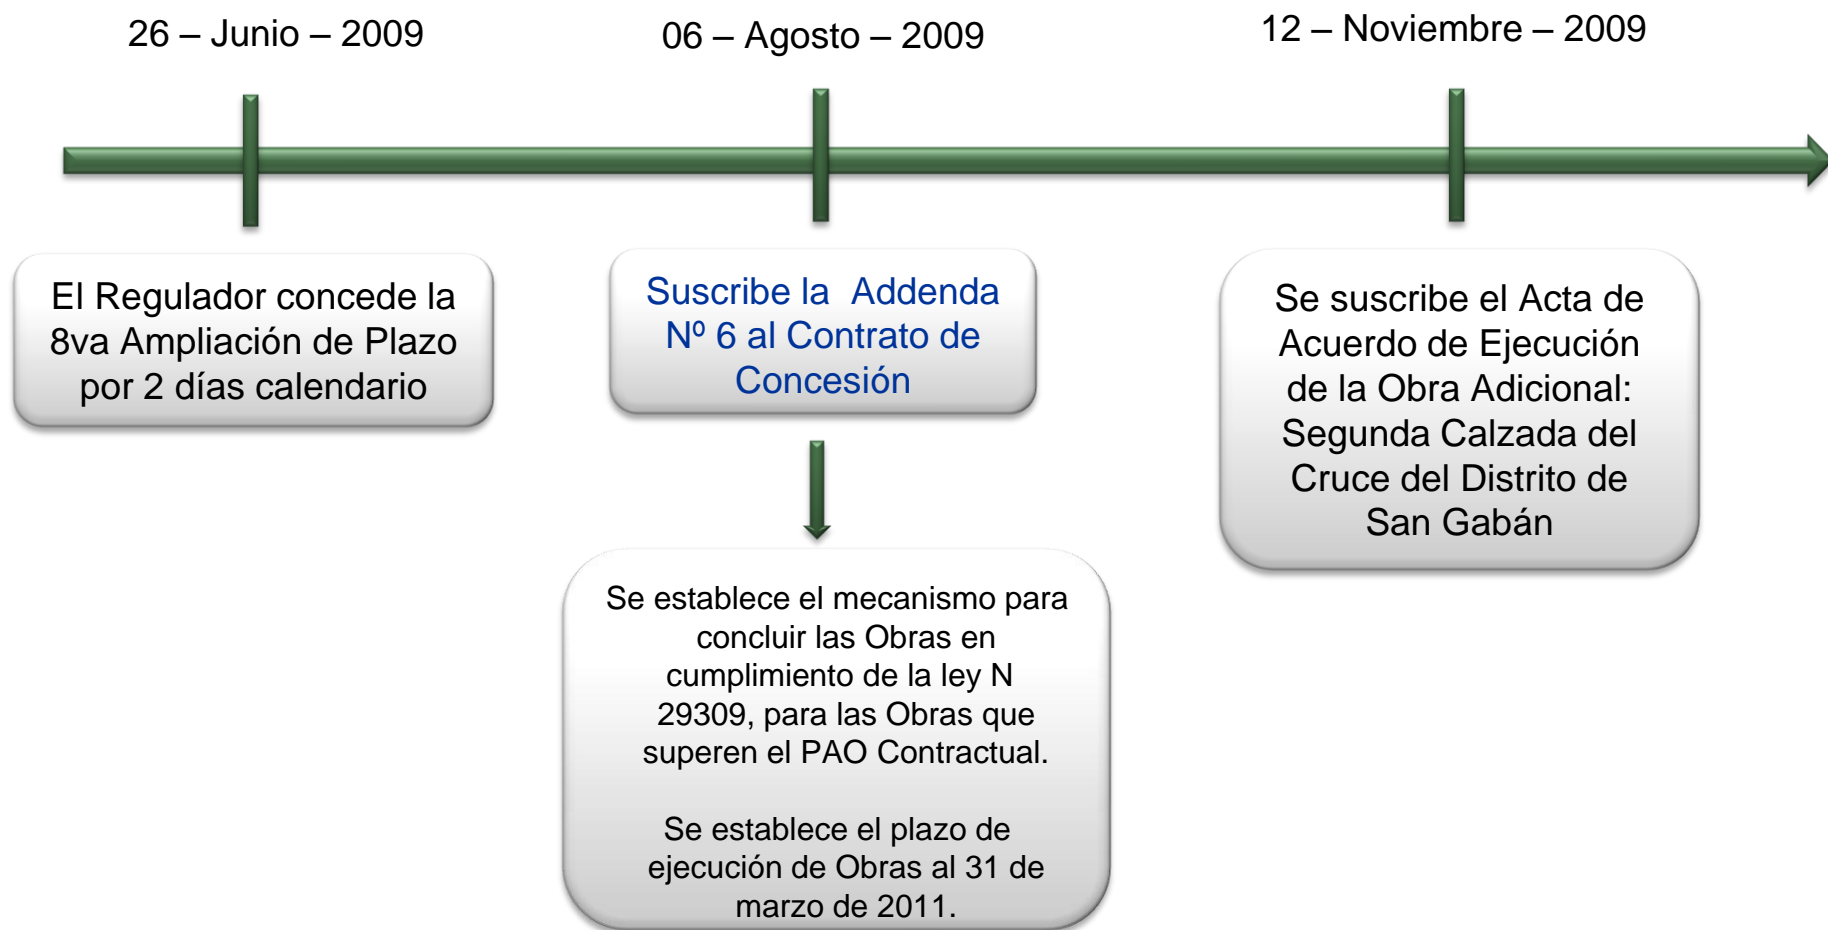 26 – Junio – 2009
06 – Agosto – 2009
12 – Noviembre – 2009
El Regulador concede la
8va Ampliación de Plazo
por 2 días calendario
Suscribe la Addenda
Nº 6 al Contrato de
Concesión
Se suscribe el Acta de
Acuerdo de Ejecución
de la Obra Adicional:
Segunda Calzada del
Cruce del Distrito de
San Gabán
Se establece el mecanismo para
concluir las Obras en
cumplimiento de la ley N
29309, para las Obras que
superen el PAO Contractual.
Se establece el plazo de
ejecución de Obras al 31 de
marzo de 2011.